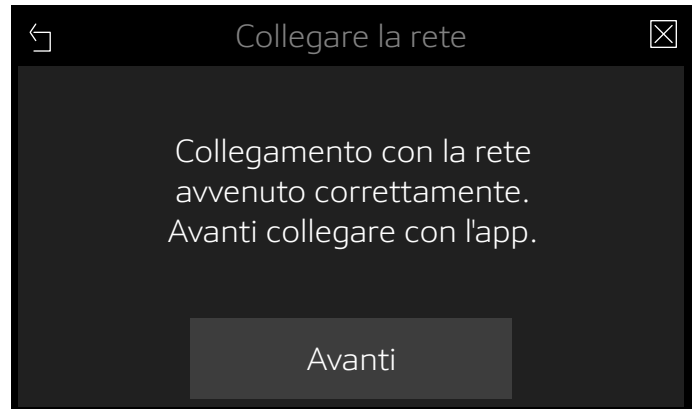 Collegare la rete
Collegamento con la rete
avvenuto correttamente.
Avanti collegare con l'app.
Avanti